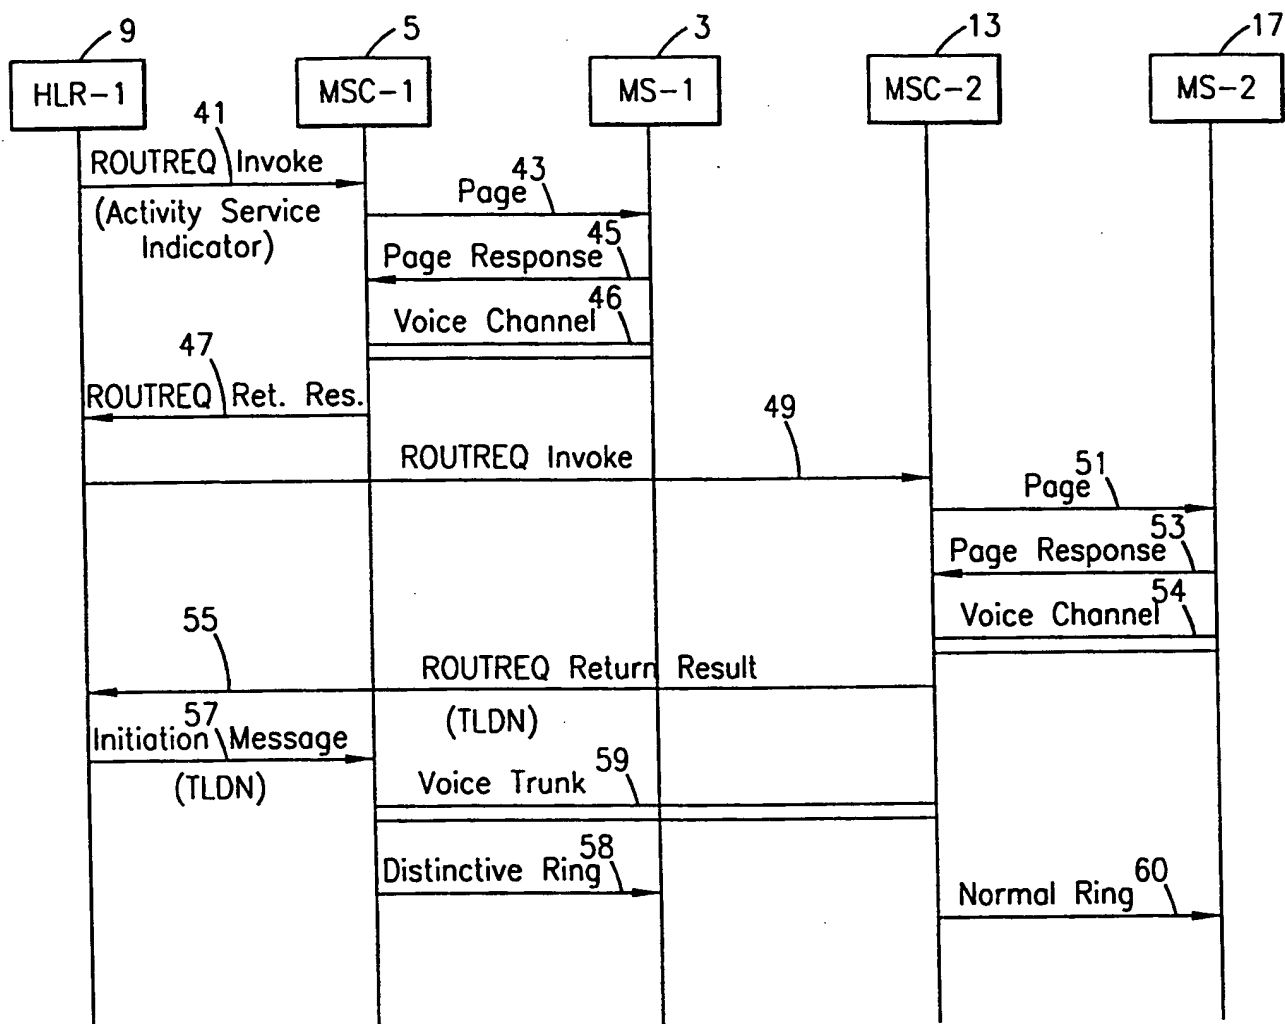 9
5
3
13
17
HLR-1
MSC-1
MS-1
MSC-2
MS-2
41
ROUTREQ Invoke
(Activity Service
Indicator)
43
Page
45
Page Response
46
Voice Channel
47
ROUTREQ Ret. Res.
49
ROUTREQ Invoke
51
Page
53
Page Response
54
Voice Channel
55
ROUTREQ Return Result
(TLDN)
57
Initiation Message
(TLDN)
59
Voice Trunk
58
Distinctive Ring
60
Normal Ring